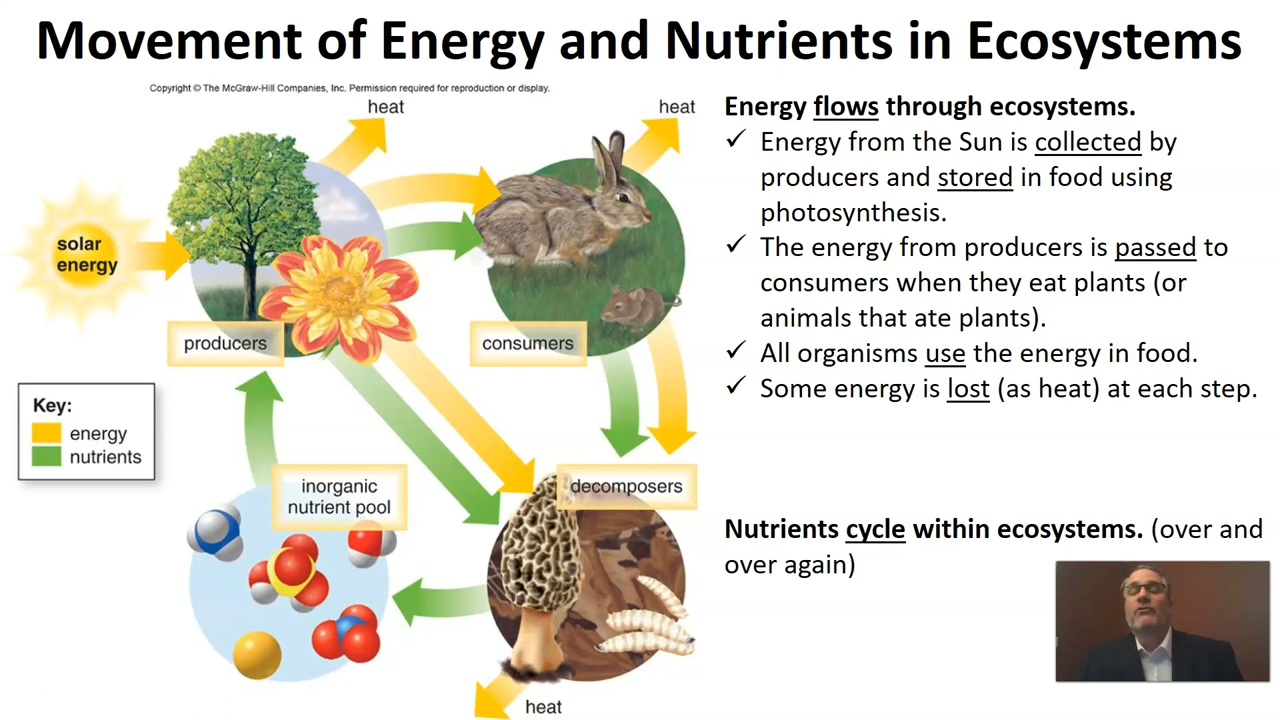 Movement of Energy and Nutrients in Ecosystems
Copyright © The McGraw-Hill Companies, Inc. Permission required for reproduction or display.
heat
heat
solar
energy
producers
consumers
Key:
energy
nutrients
inorganic
nutrient pool
decomposers
heat
Energy flows through ecosystems.
✓ Energy from the Sun is collected by
producers and stored in food using
photosynthesis.
✓ The energy from producers is passed to
consumers when they eat plants (or
animals that ate plants).
✓ All organisms use the energy in food.
✓ Some energy is lost (as heat) at each step.
Nutrients cycle within ecosystems. (over and
over again)